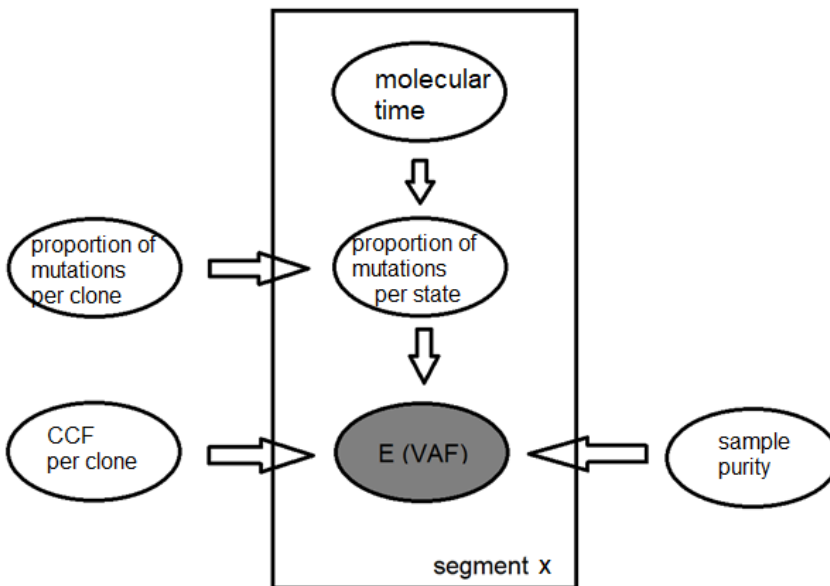 molecular
time
proportion of
mutations
per clone
proportion of
mutations
per state
CCF
per clone
E (VAF)
sample
purity
segment x